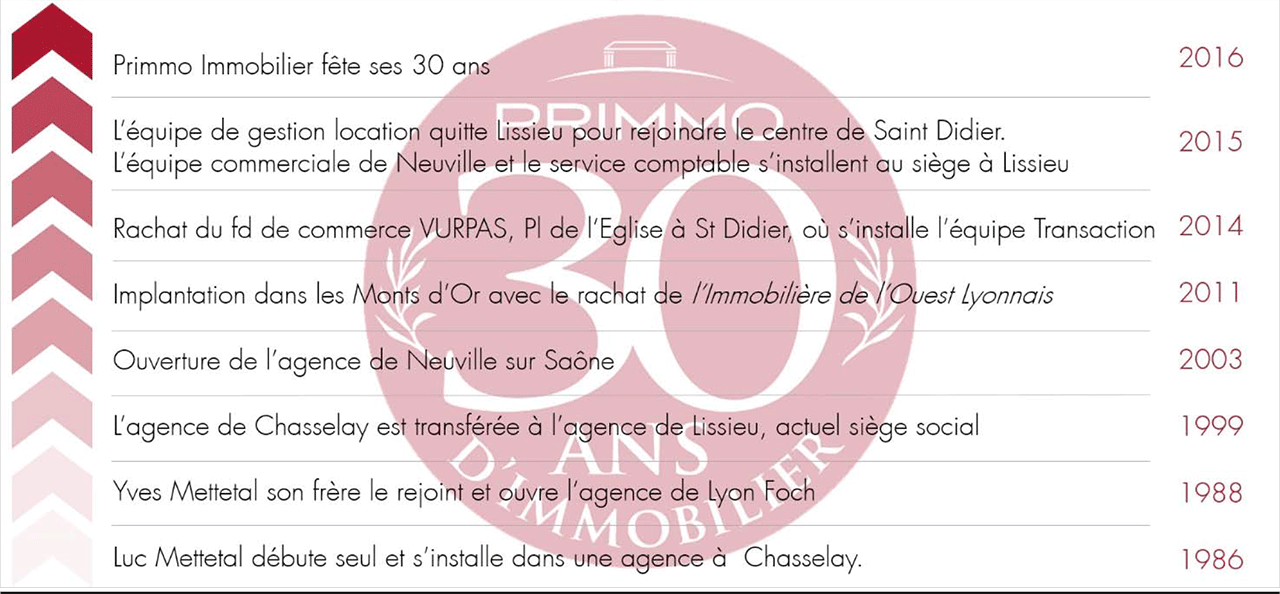 Primmo Immobilier fête ses 30 ans 2016
L'équipe de gestion location quitte Lissieu pour rejoindre le centre de Saint Didier.
L'équipe commerciale de Neuville et le service comptable s'installent au siège à Lissieu 2015
Rachat du fd de commerce VURPAS, Pl de l'Eglise à St Didier, où s'installe l'équipe Transaction 2014
Implantation dans les Monts d'Or avec le rachat de l'Immobilière de l'Ouest Lyonnais 2011
Ouverture de l'agence de Neuville sur Saône 2003
L'agence de Chasselay est transférée à l'agence de Lissieu, actuel siège social 1999
Yves Mettetal son frère le rejoint et ouvre l'agence de Lyon Foch 1988
Luc Mettetal débute seul et s'installe dans une agence à Chasselay. 1986
PRIMMO
30
ANS
D'IMMOBILIER